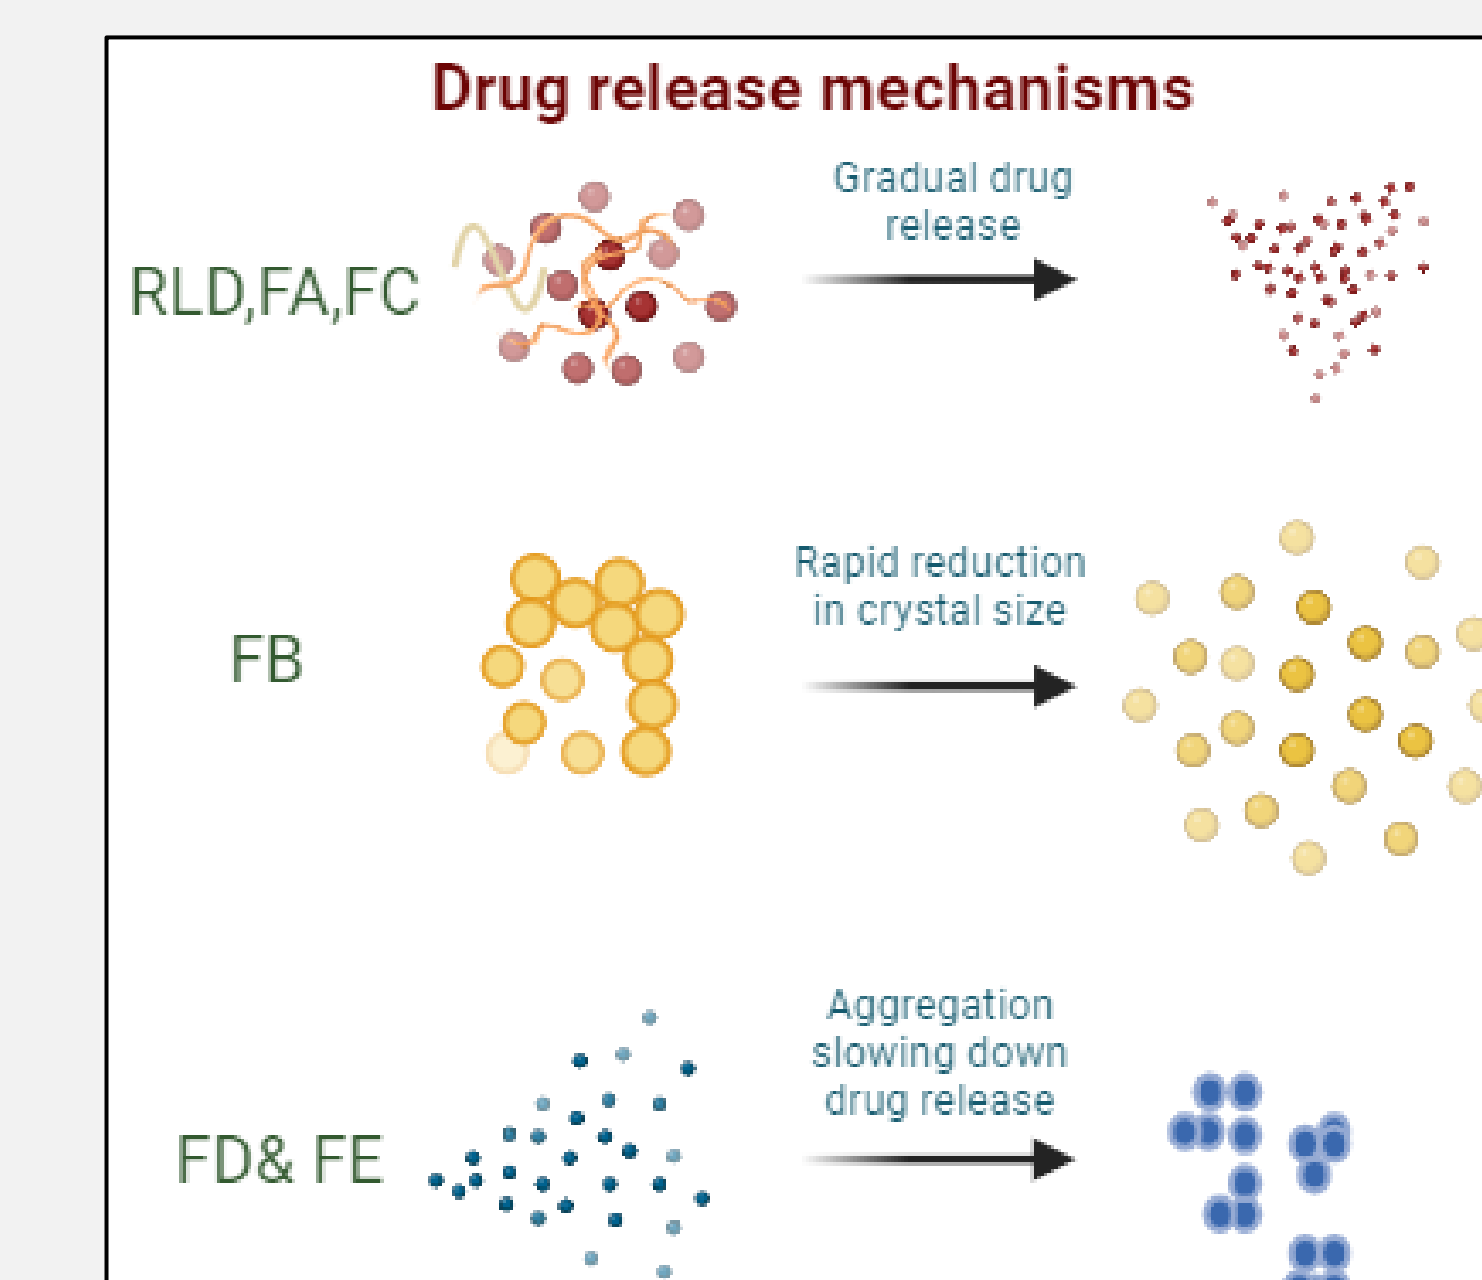 Drug release mechanisms
Gradual drug
release
RLD,FA,FC
Rapid reduction
in crystal size
FB
Aggregation
slowing down
drug release
FD& FE